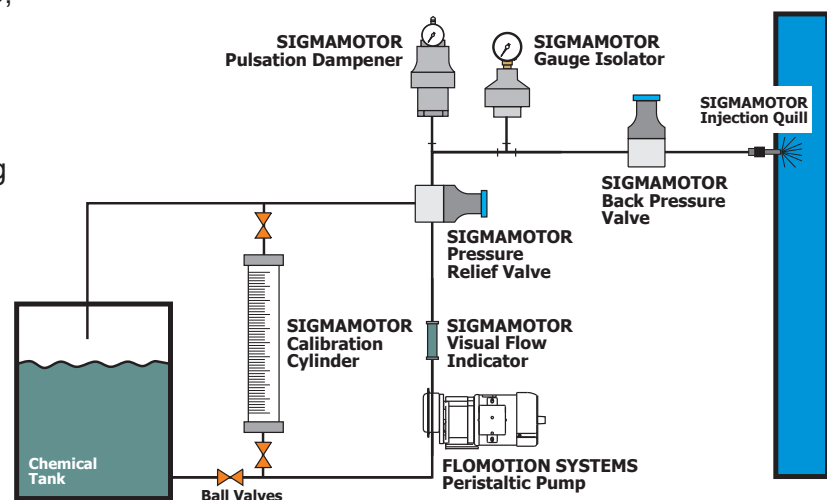 SIGMAMOTOR
Pulsation Dampener
SIGMAMOTOR
Gauge Isolator
SIGMAMOTOR
Injection Quill
SIGMAMOTOR
Back Pressure
Valve
SIGMAMOTOR
Pressure
Relief Valve
SIGMAMOTOR
Calibration
Cylinder
SIGMAMOTOR
Visual Flow
Indicator
Chemical
Tank
Ball Valves
FLOMOTION SYSTEMS
Peristaltic Pump